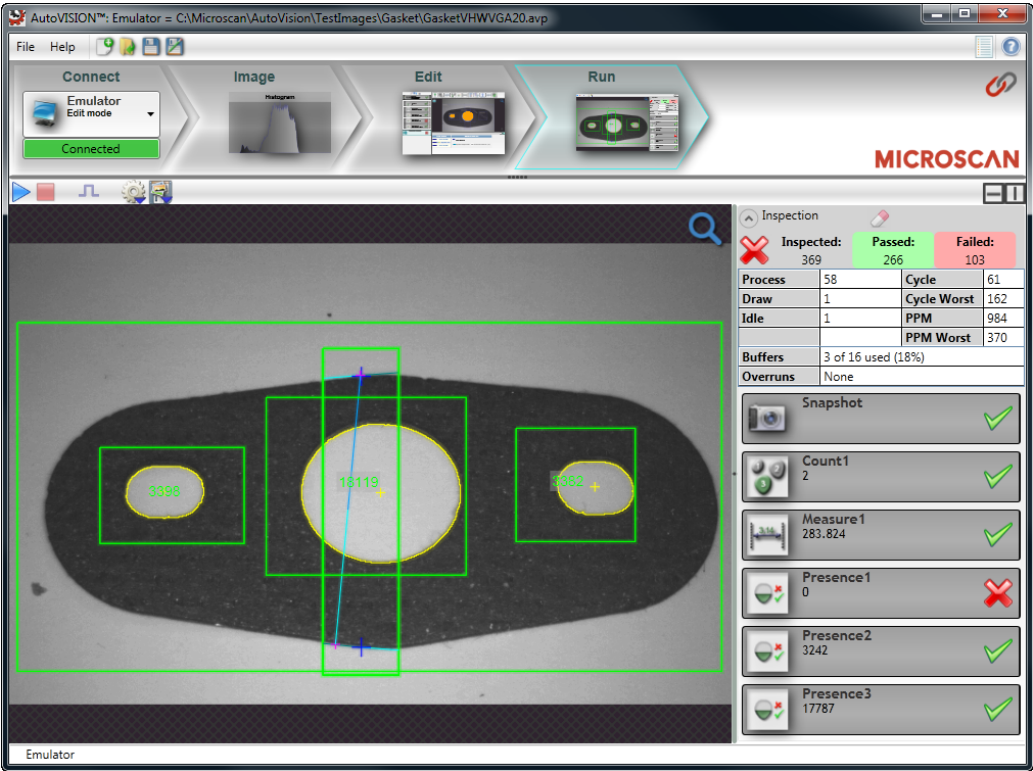 AutoVISION™: Emulator = C:\Microscan\AutoVision\TestImages\Gasket\GasketVHWVGA20.avp
File Help
Connect
Emulator
Edit mode
Connected
Image
Histogram
Edit
Run
MICROSCAN
Inspection
Inspected: Passed: Failed:
369 266 103
Process 58 Cycle 61
Draw 1 Cycle Worst 162
Idle 1 PPM 984
PPM Worst 370
Buffers 3 of 16 used (18%)
Overruns None
Snapshot
Count1
2
Measure1
283.824
Presence1
0
Presence2
3242
Presence3
17787
3398
18119
Emulator